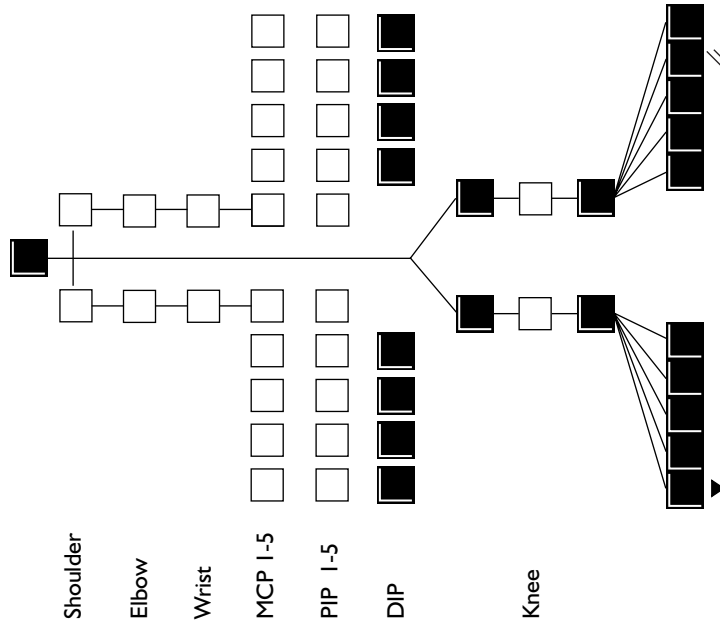 Shoulder
Elbow
Wrist
MCP 1-5
PIP 1-5
DIP
Knee